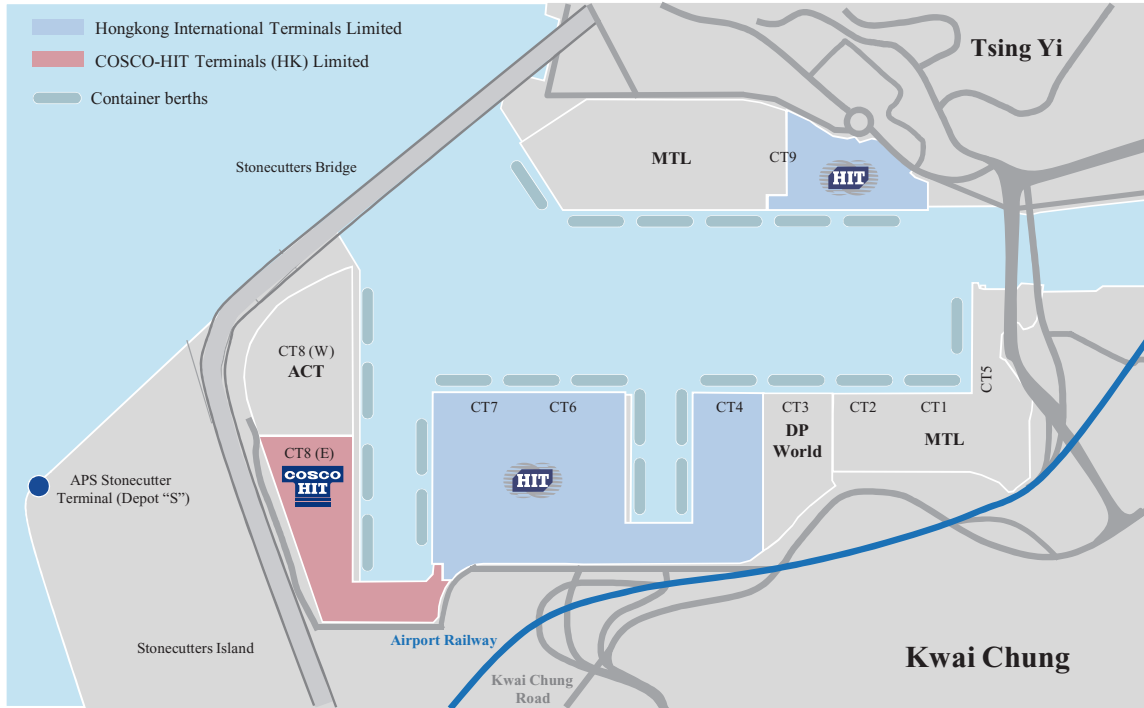 Hongkong International Terminals Limited
COSCO-HIT Terminals (HK) Limited
Container berths
Tsing Yi
Stonecutters Bridge
MTL
CT9
HIT
CT8 (W)
ACT
CT5
CT7
CT6
CT4
CT3
CT2
CT1
DP
World
MTL
CT8 (E)
COSCO
HIT
HIT
APS Stonecutter
Terminal (Depot “S”)
Stonecutters Island
Airport Railway
Kwai Chung
Kwai Chung
Road